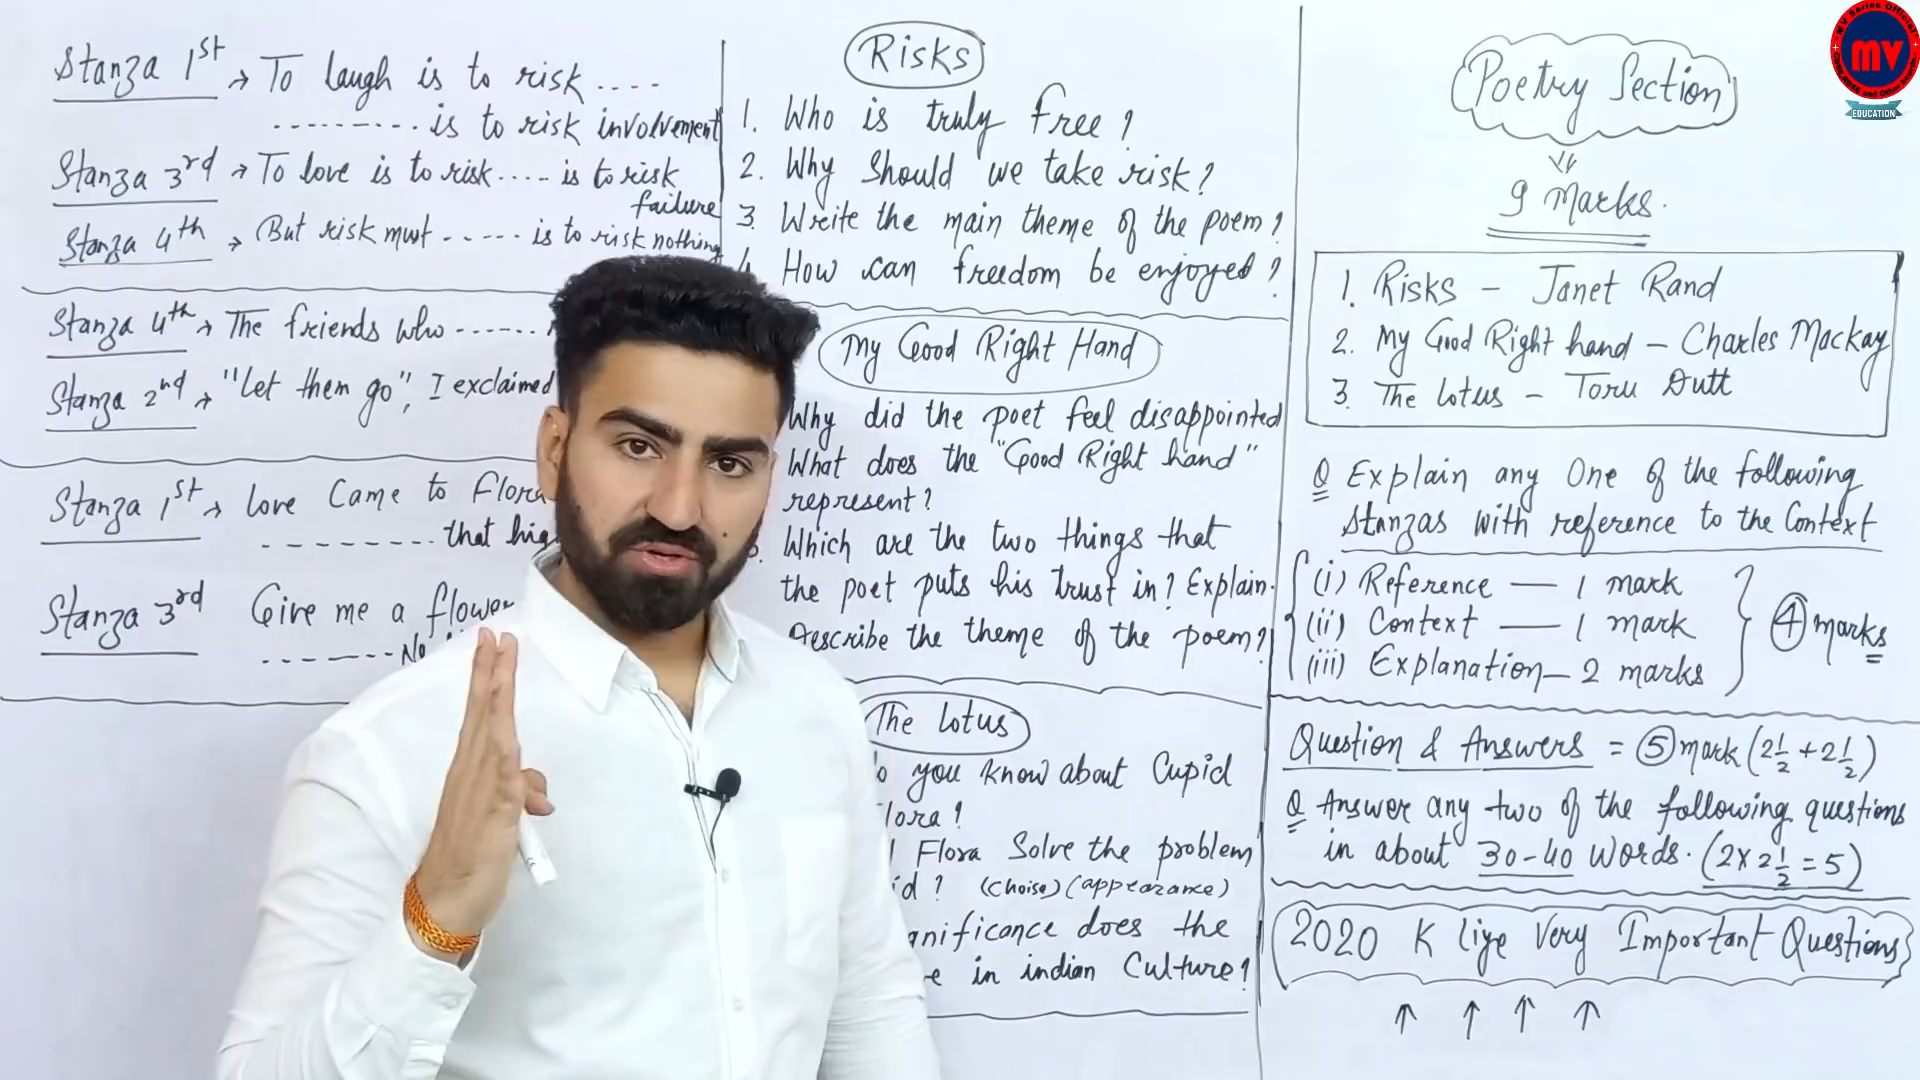 Stanza 1st → To laugh is to risk ....
.......... is to risk involvement
Stanza 3rd → To love is to risk .... is to risk
failure
Stanza 4th → But risk must ...... is to risk nothing
Stanza 4th → The friends who ......
Stanza 2nd → "Let them go", I exclaimed
Stanza 1st → Love Came to Flora
-------- that
Stanza 3rd Give me a flower
-------
Risks
1. Who is truly free?
2. Why Should we take risk?
3. Write the main theme of the poem?
4. How can freedom be enjoyed?
My Good Right Hand
Why did the poet feel disappointed
What does the "Good Right hand"
represent?
Which are the two things that
the poet puts his trust in? Explain.
Describe the theme of the poem?
The Lotus
you know about Cupid
Flora Solve the problem
(Choise) (appearance)
does the
in indian Culture?
Poetry Section
9 Marks.
1. Risks - Janet Rand
2. My Good Right hand - Charles Mackay
3. The lotus - Toru Dutt
Q Explain any One of the following
stanzas with reference to the Context
(i) Reference — 1 mark
(ii) Context — 1 mark
(iii) Explanation — 2 marks
4 marks
Question & Answers = 5 mark (2½ + 2½)
Q Answer any two of the following questions
in about 30-40 words. (2 x 2½ = 5)
2020 K liye Very Important Questions
MV Series Official
MV
EDUCATION